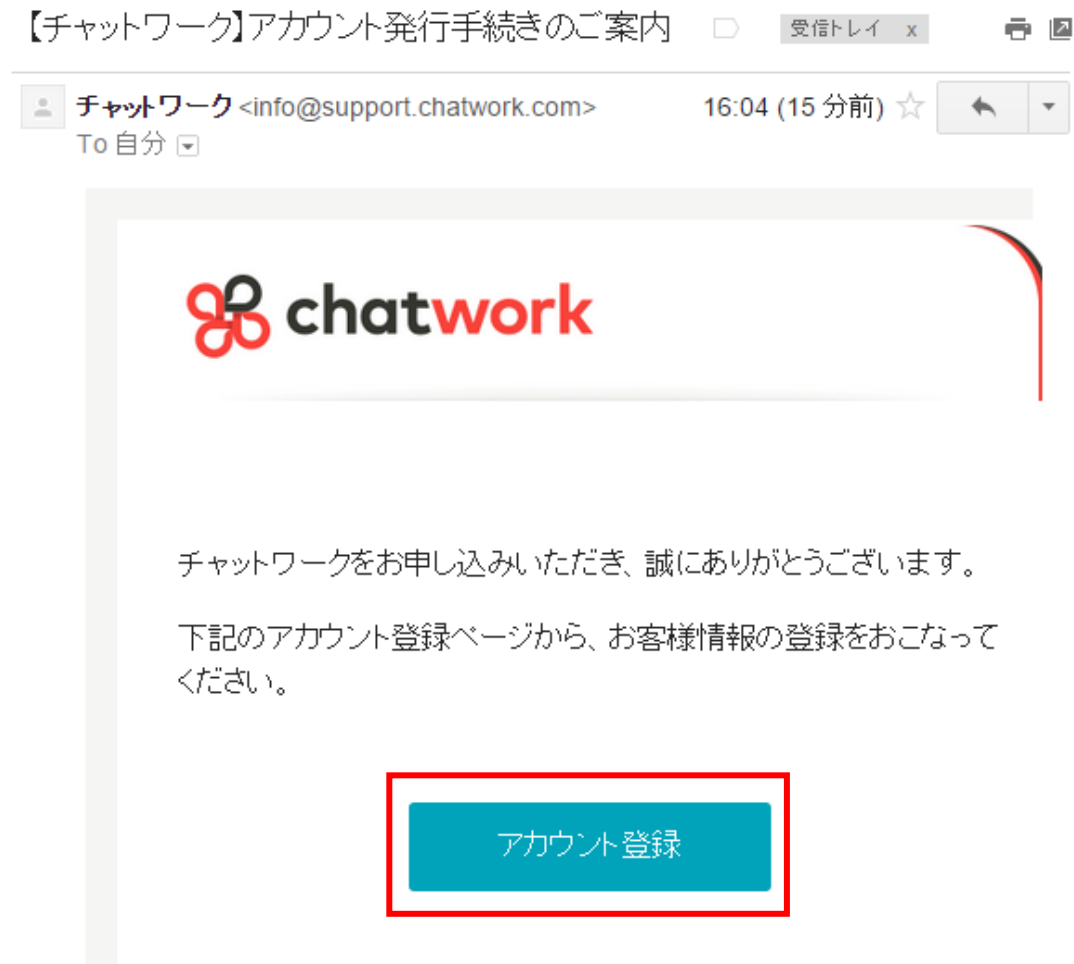 【チャットワーク】アカウント発行手続きのご案内 受信トレイ x
チャットワーク <info@support.chatwork.com> 16:04 (15 分前)
To 自分
chatwork
チャットワークをお申し込みいただき、誠にありがとうございます。
下記のアカウント登録ページから、お客様情報の登録をおこなって
ください。
アカウント登録